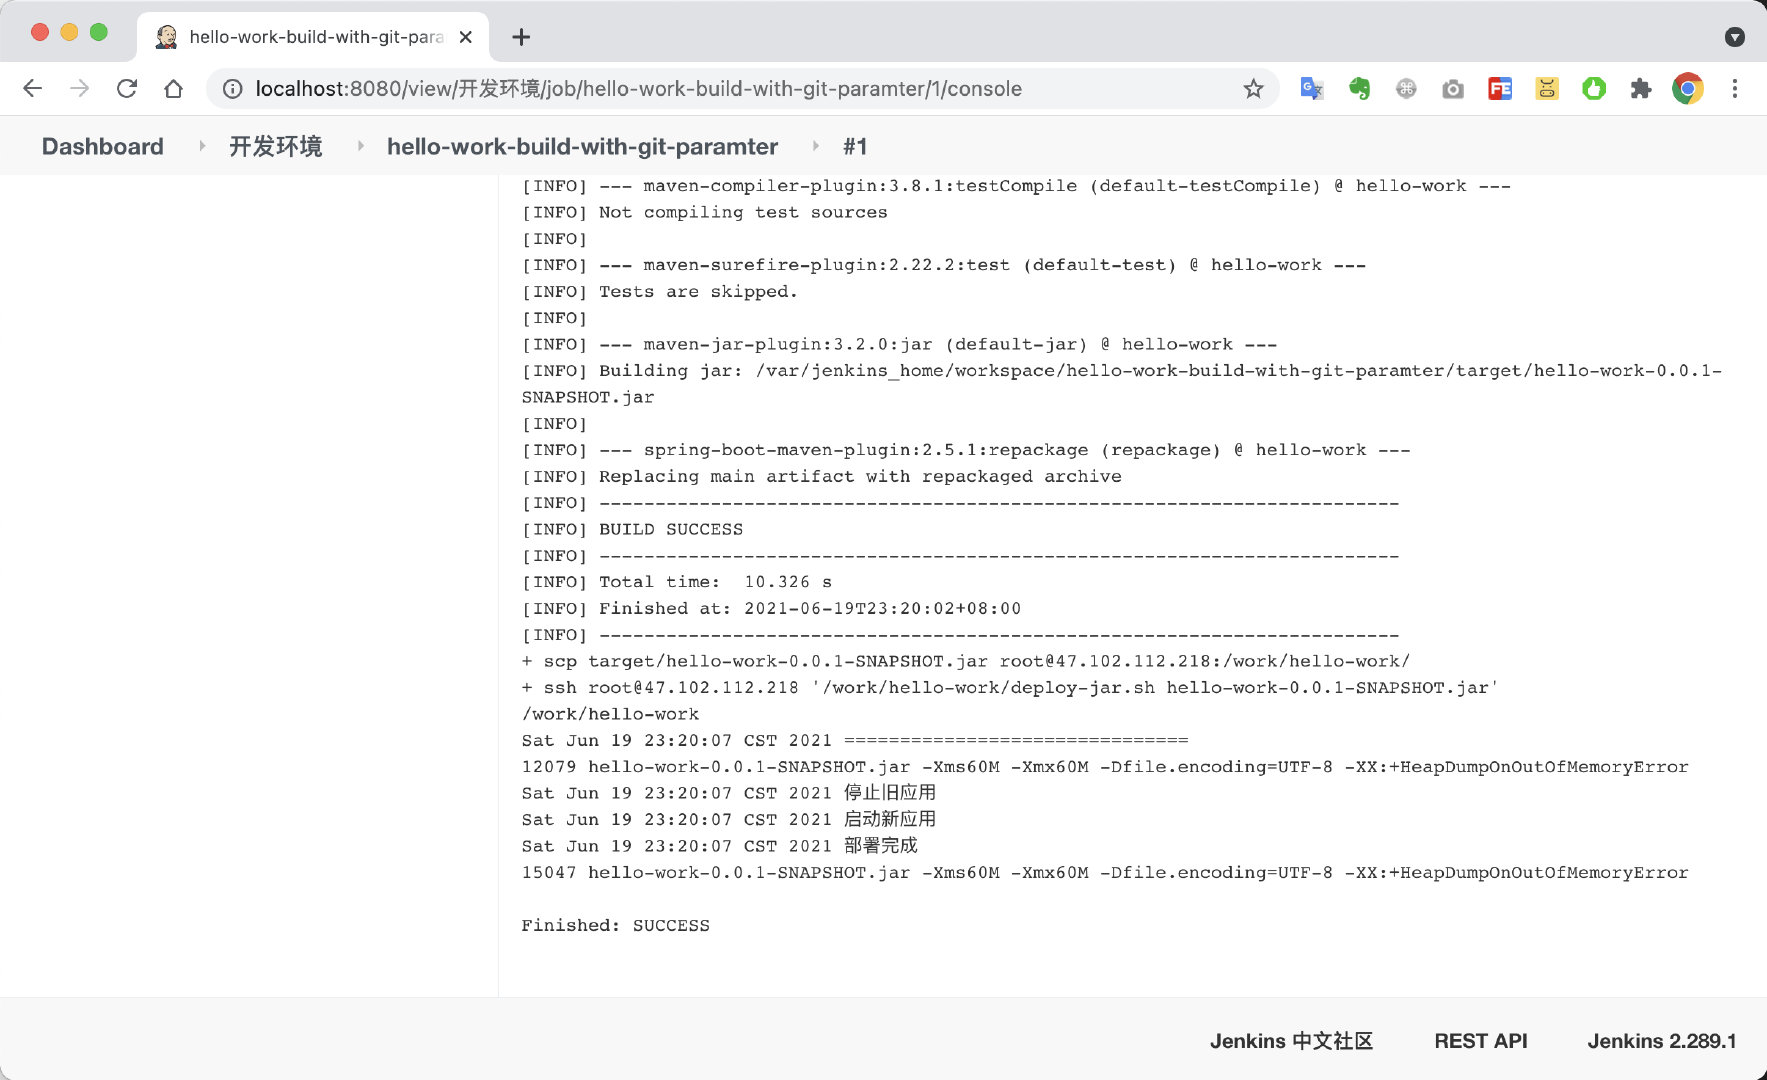 hello-work-build-with-git-para
localhost:8080/view/开发环境/job/hello-work-build-with-git-paramter/1/console
Dashboard 开发环境 hello-work-build-with-git-paramter #1
[INFO] --- maven-compiler-plugin:3.8.1:testCompile (default-testCompile) @ hello-work ---
[INFO] Not compiling test sources
[INFO]
[INFO] --- maven-surefire-plugin:2.22.2:test (default-test) @ hello-work ---
[INFO] Tests are skipped.
[INFO]
[INFO] --- maven-jar-plugin:3.2.0:jar (default-jar) @ hello-work ---
[INFO] Building jar: /var/jenkins_home/workspace/hello-work-build-with-git-paramter/target/hello-work-0.0.1-
SNAPSHOT.jar
[INFO]
[INFO] --- spring-boot-maven-plugin:2.5.1:repackage (repackage) @ hello-work ---
[INFO] Replacing main artifact with repackaged archive
[INFO] ------------------------------------------------------------------------
[INFO] BUILD SUCCESS
[INFO] ------------------------------------------------------------------------
[INFO] Total time:  10.326 s
[INFO] Finished at: 2021-06-19T23:20:02+08:00
[INFO] ------------------------------------------------------------------------
+ scp target/hello-work-0.0.1-SNAPSHOT.jar root@47.102.112.218:/work/hello-work/
+ ssh root@47.102.112.218 '/work/hello-work/deploy-jar.sh hello-work-0.0.1-SNAPSHOT.jar'
/work/hello-work
Sat Jun 19 23:20:07 CST 2021 ===============================
12079 hello-work-0.0.1-SNAPSHOT.jar -Xms60M -Xmx60M -Dfile.encoding=UTF-8 -XX:+HeapDumpOnOutOfMemoryError
Sat Jun 19 23:20:07 CST 2021 停止旧应用
Sat Jun 19 23:20:07 CST 2021 启动新应用
Sat Jun 19 23:20:07 CST 2021 部署完成
15047 hello-work-0.0.1-SNAPSHOT.jar -Xms60M -Xmx60M -Dfile.encoding=UTF-8 -XX:+HeapDumpOnOutOfMemoryError
Finished: SUCCESS
Jenkins 中文社区 REST API Jenkins 2.289.1